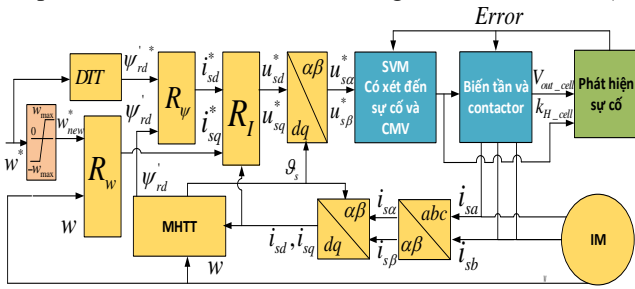 Error
DTT
ψ'rd*
Rψ
i*sd
i*sq
RI
u*sd
u*sq
αβ
dq
u*sα
u*sβ
SVM
Có xét đến
sự cố và
CMV
Biến tần và
contactor
Vout_cell
kH_cell
Phát hiện
sự cố
w*
wmax
0
-wmax
w*new
Rw
w
ψ'rd
ψ'rd
MHTT
w
ϑs
isd, isq
αβ
dq
isα
isβ
abc
αβ
isa
isb
IM